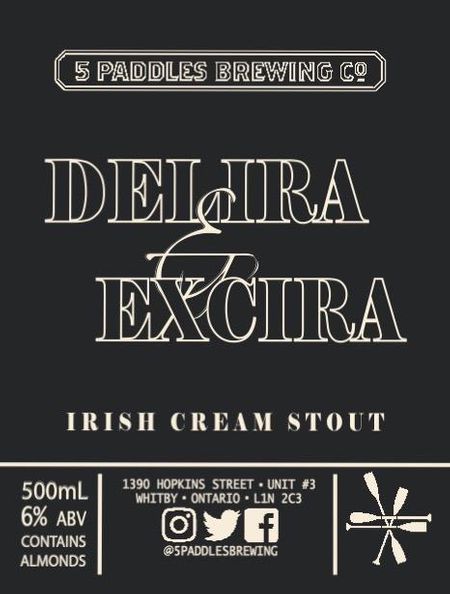 5 PADDLES BREWING CO
DELIRA
&
EXCIRA
IRISH CREAM STOUT
500mL
6% ABV
CONTAINS
ALMONDS
1390 HOPKINS STREET • UNIT #3
WHITBY • ONTARIO • L1N 2C3
@5PADDLESBREWING